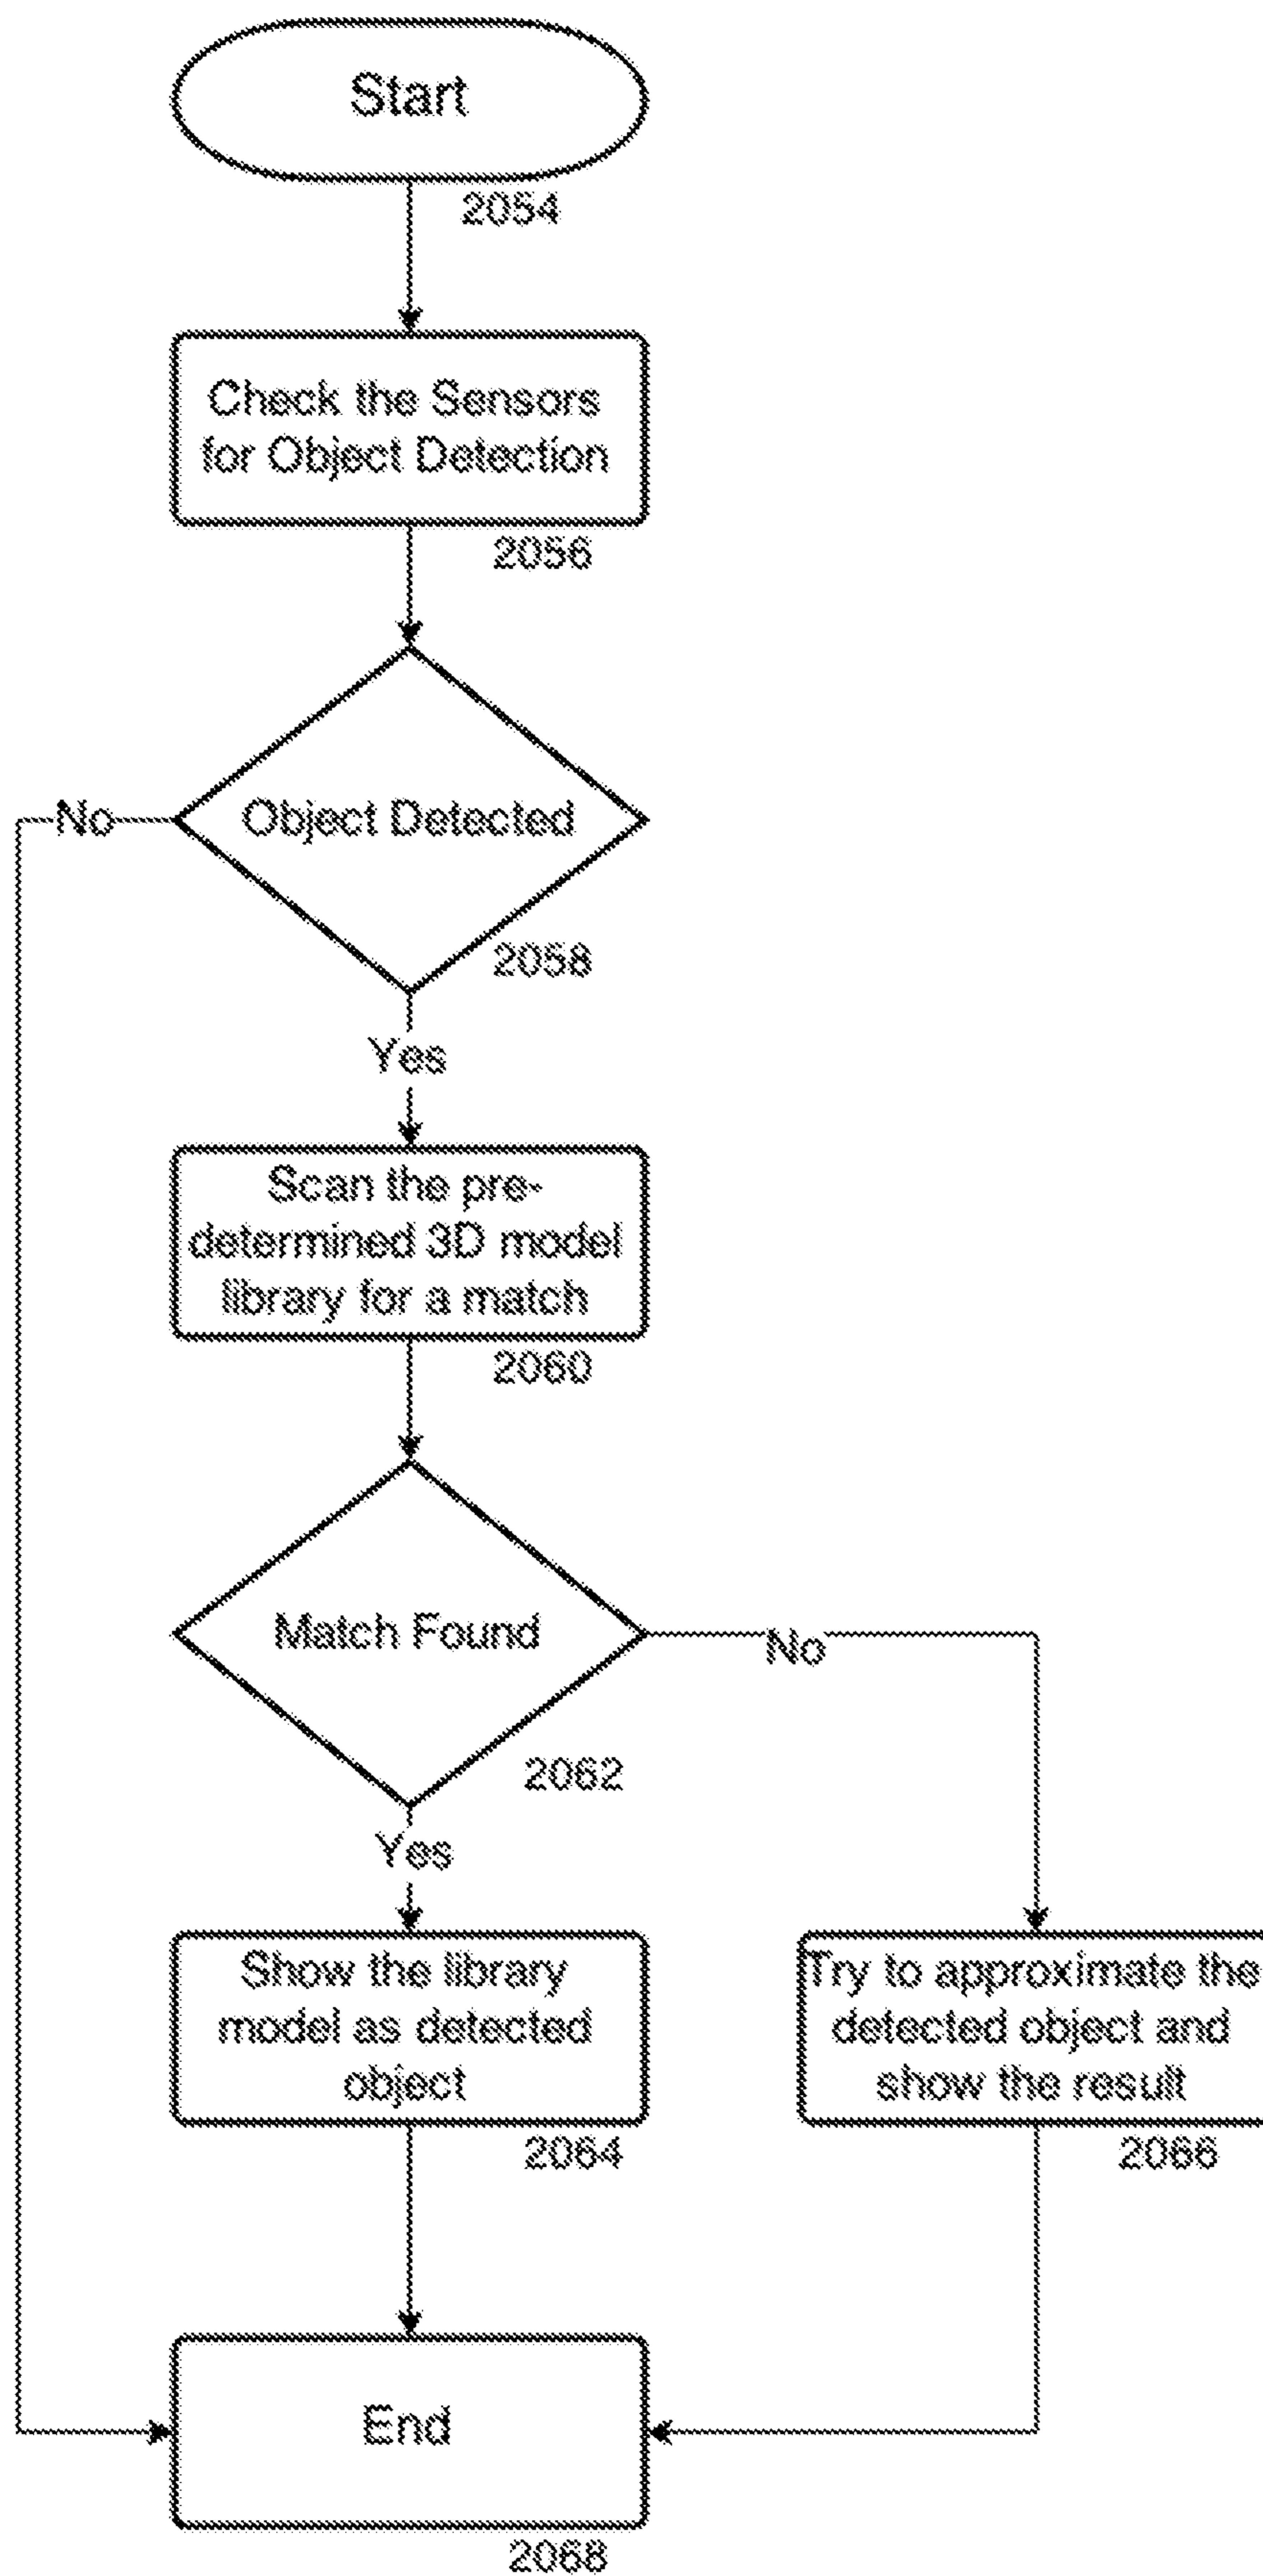 Start
2054
Check the Sensors
for Object Detection
2056
Object Detected
No
2058
Yes
Scan the pre-
determined 3D model
library for a match
2060
Match Found
No
2062
Yes
Show the library
model as detected
object
2064
Try to approximate the
detected object and
show the result
2066
End
2068